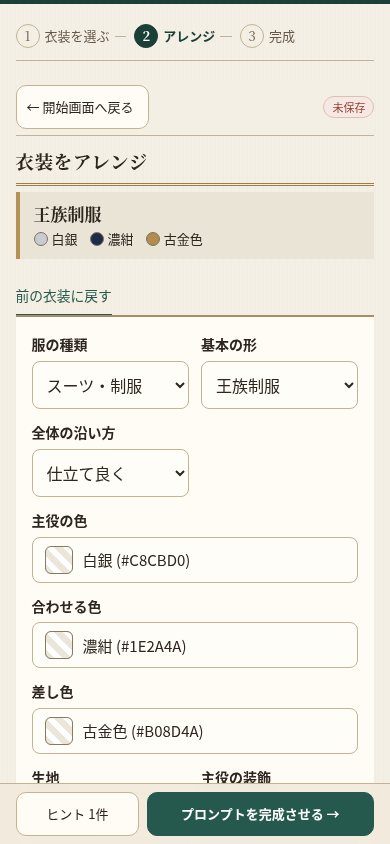 1 衣装を選ぶ — 2 アレンジ — 3 完成
← 開始画面へ戻る 未保存
衣装をアレンジ
王族制服
白銀 濃紺 古金色
前の衣装に戻す
服の種類 基本の形
スーツ・制服 王族制服
全体の沿い方
仕立て良く
主役の色
白銀 (#C8CBD0)
合わせる色
濃紺 (#1E2A4A)
差し色
古金色 (#B08D4A)
生地 主役の装飾
ヒント 1件 プロンプトを完成させる →